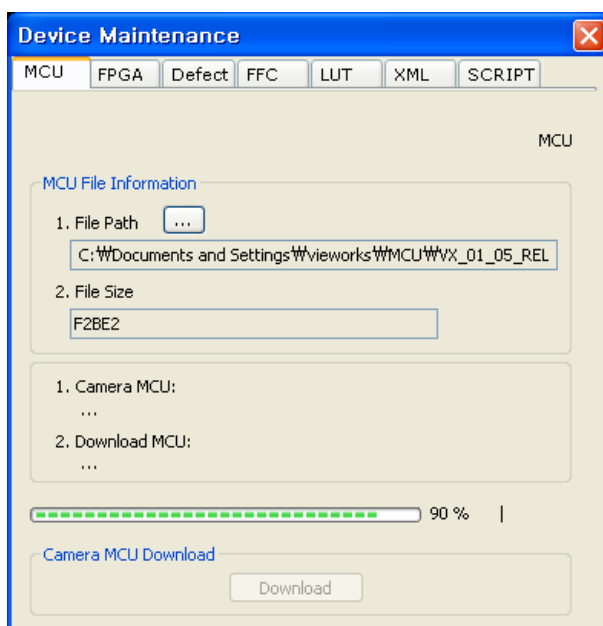 Device Maintenance
MCU FPGA Defect FFC LUT XML SCRIPT
MCU
MCU File Information
1. File Path ...
C:₩Documents and Settings₩vieworks₩MCU₩VX_01_05_REL
2. File Size
F2BE2
1. Camera MCU:
...
2. Download MCU:
...
90 % |
Camera MCU Download
Download